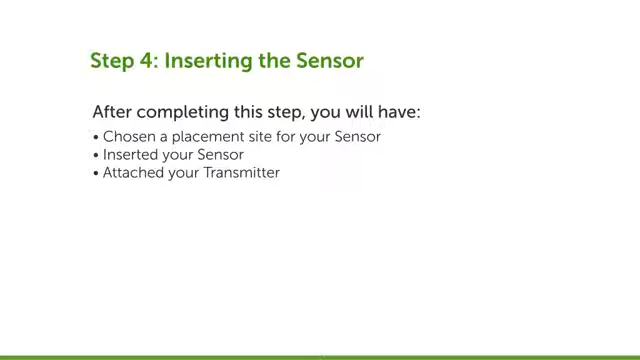 Step 4: Inserting the Sensor
After completing this step, you will have:
• Chosen a placement site for your Sensor
• Inserted your Sensor
• Attached your Transmitter